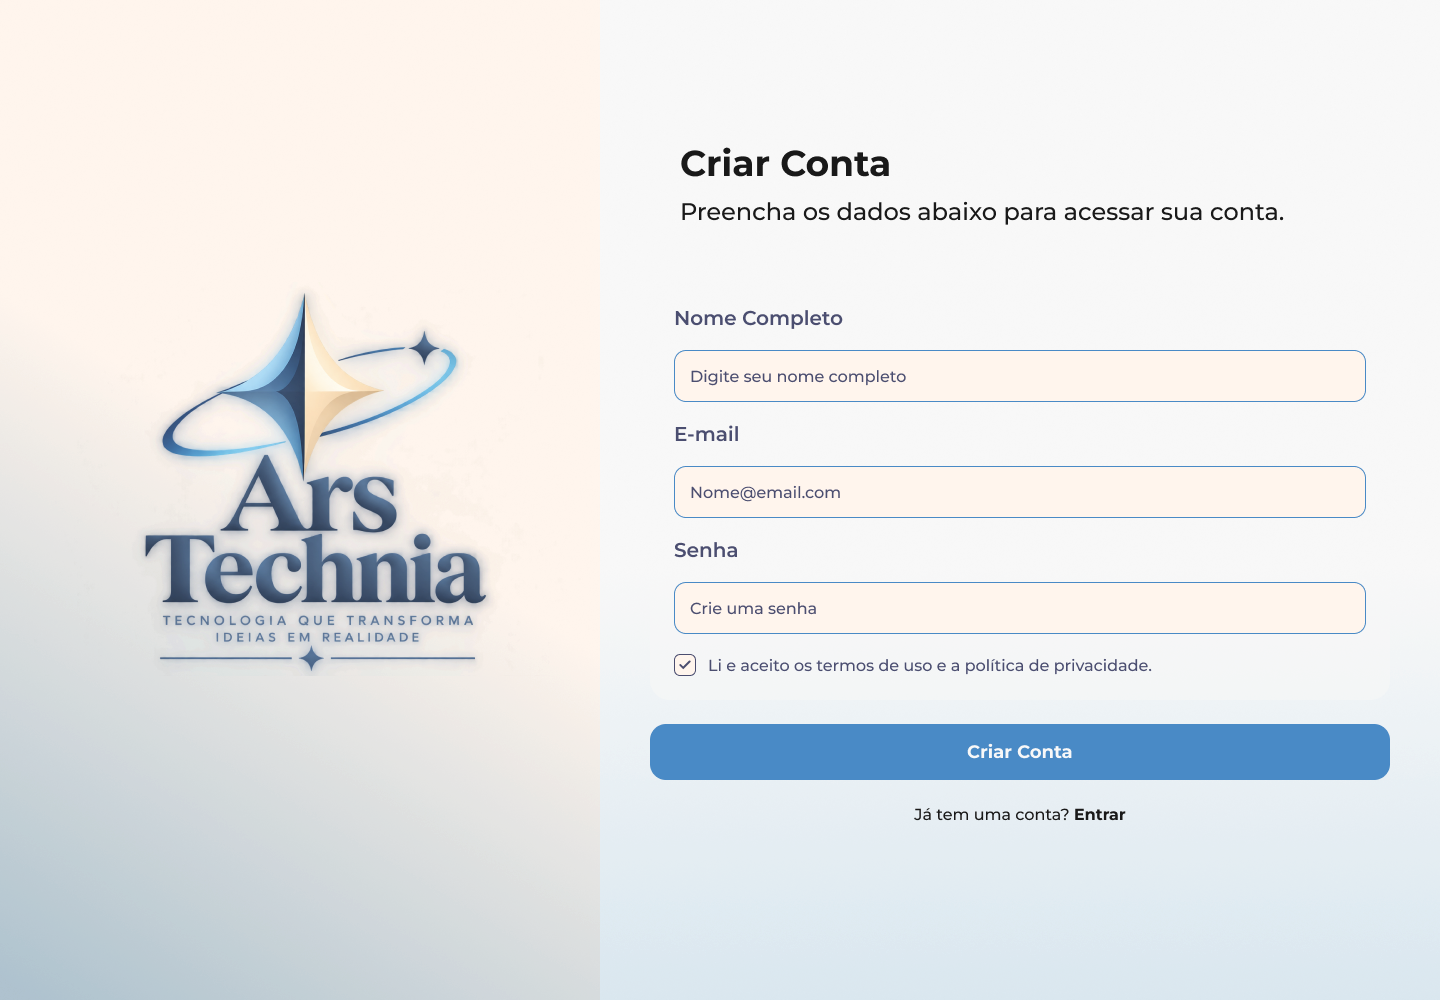 Ars
Technia
TECNOLOGIA QUE TRANSFORMA
IDEIAS EM REALIDADE
Criar Conta
Preencha os dados abaixo para acessar sua conta.
Nome Completo
Digite seu nome completo
E-mail
Nome@email.com
Senha
Crie uma senha
Li e aceito os termos de uso e a política de privacidade.
Criar Conta
Já tem uma conta? Entrar